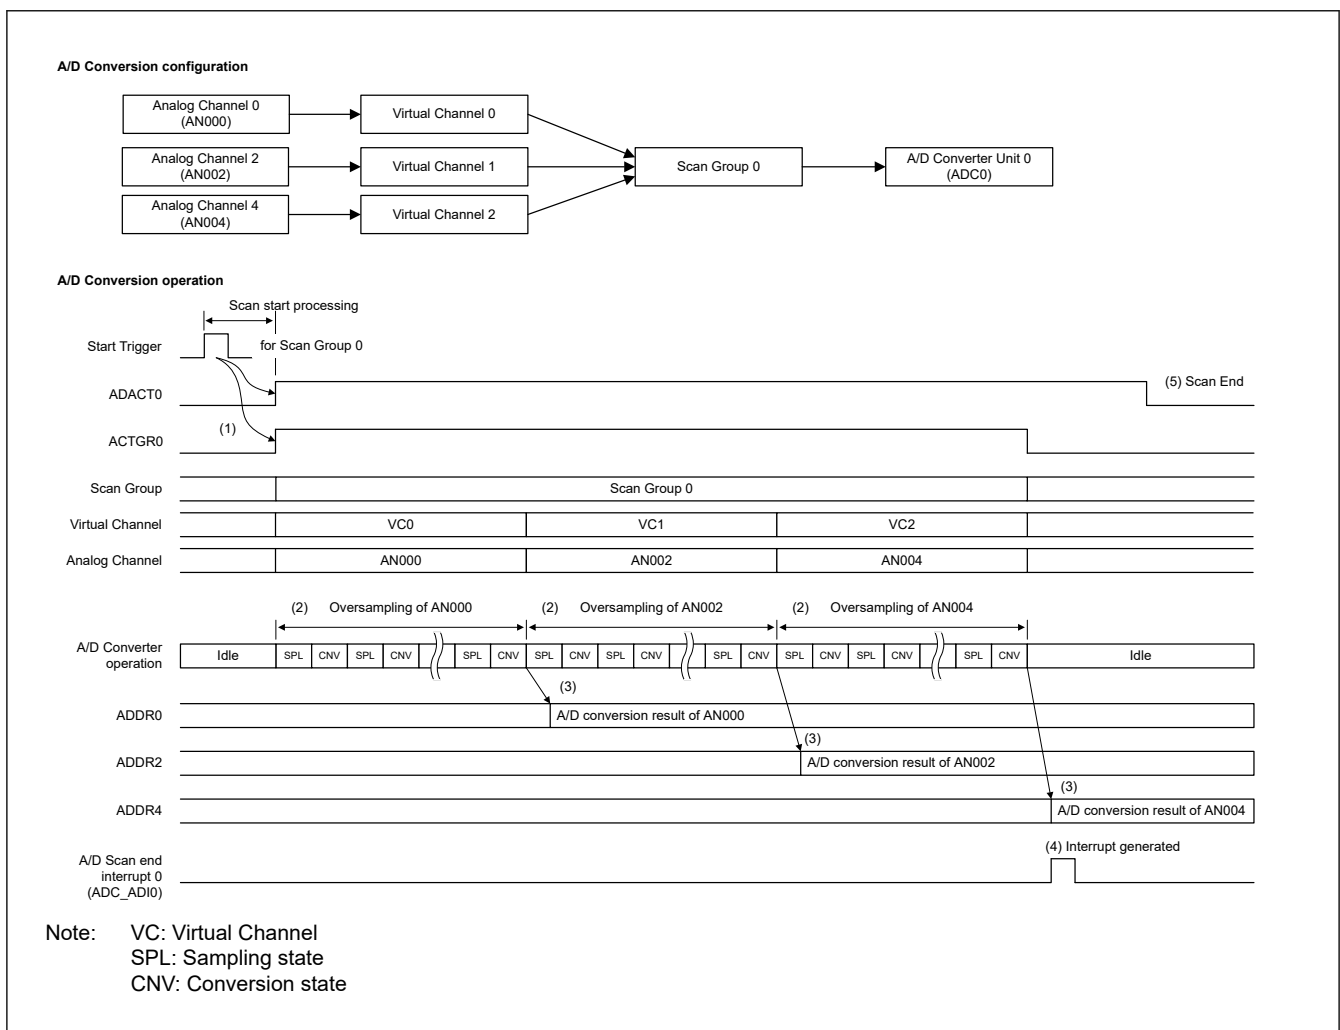 A/D Conversion configuration
Analog Channel 0
(AN000)
Virtual Channel 0
Analog Channel 2
(AN002)
Virtual Channel 1
Scan Group 0
A/D Converter Unit 0
(ADC0)
Analog Channel 4
(AN004)
Virtual Channel 2
A/D Conversion operation
Scan start processing
Start Trigger
for Scan Group 0
ADACT0
(5) Scan End
(1)
ACTGR0
Scan Group
Scan Group 0
Virtual Channel
VC0
VC1
VC2
Analog Channel
AN000
AN002
AN004
(2) Oversampling of AN000
(2) Oversampling of AN002
(2) Oversampling of AN004
A/D Converter
operation
Idle
SPL CNV SPL CNV SPL CNV
SPL CNV SPL CNV SPL CNV
SPL CNV SPL CNV SPL CNV
Idle
(3)
ADDR0
A/D conversion result of AN000
(3)
ADDR2
A/D conversion result of AN002
(3)
ADDR4
A/D conversion result of AN004
(4) Interrupt generated
A/D Scan end
interrupt 0
(ADC_ADI0)
Note: VC: Virtual Channel
SPL: Sampling state
CNV: Conversion state